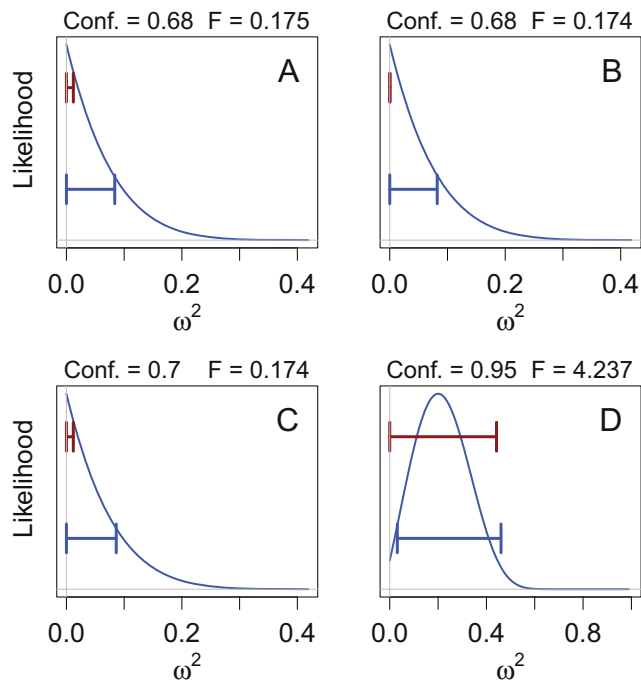 Conf. = 0.68 F = 0.175
A
Likelihood
0.0 0.2 0.4
ω²
Conf. = 0.68 F = 0.174
B
0.0 0.2 0.4
ω²
Conf. = 0.7 F = 0.174
C
Likelihood
0.0 0.2 0.4
ω²
Conf. = 0.95 F = 4.237
D
0.0 0.4 0.8
ω²